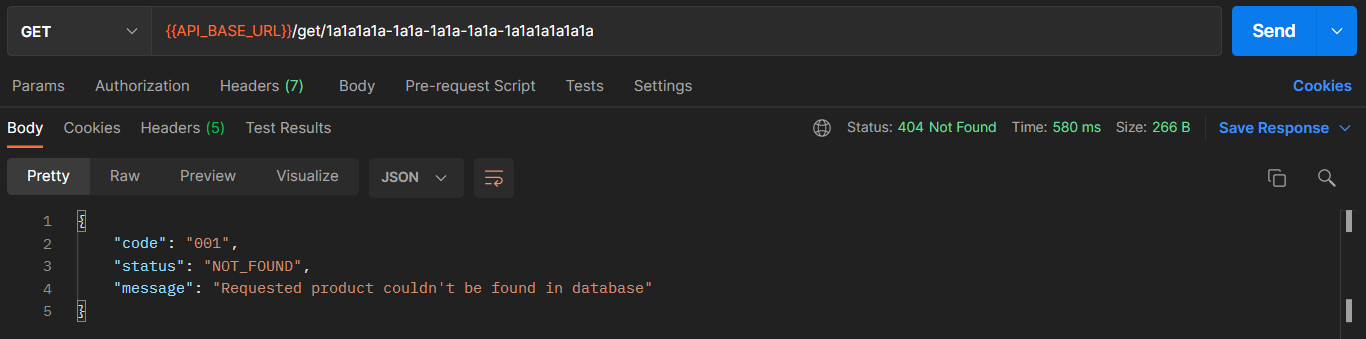 GET {{API_BASE_URL}}/get/1a1a1a1a-1a1a-1a1a-1a1a-1a1a1a1a1a1a Send
Params Authorization Headers (7) Body Pre-request Script Tests Settings Cookies
Body Cookies Headers (5) Test Results Status: 404 Not Found Time: 580 ms Size: 266 B Save Response
Pretty Raw Preview Visualize JSON
1 {
2 "code": "001",
3 "status": "NOT_FOUND",
4 "message": "Requested product couldn't be found in database"
5 }